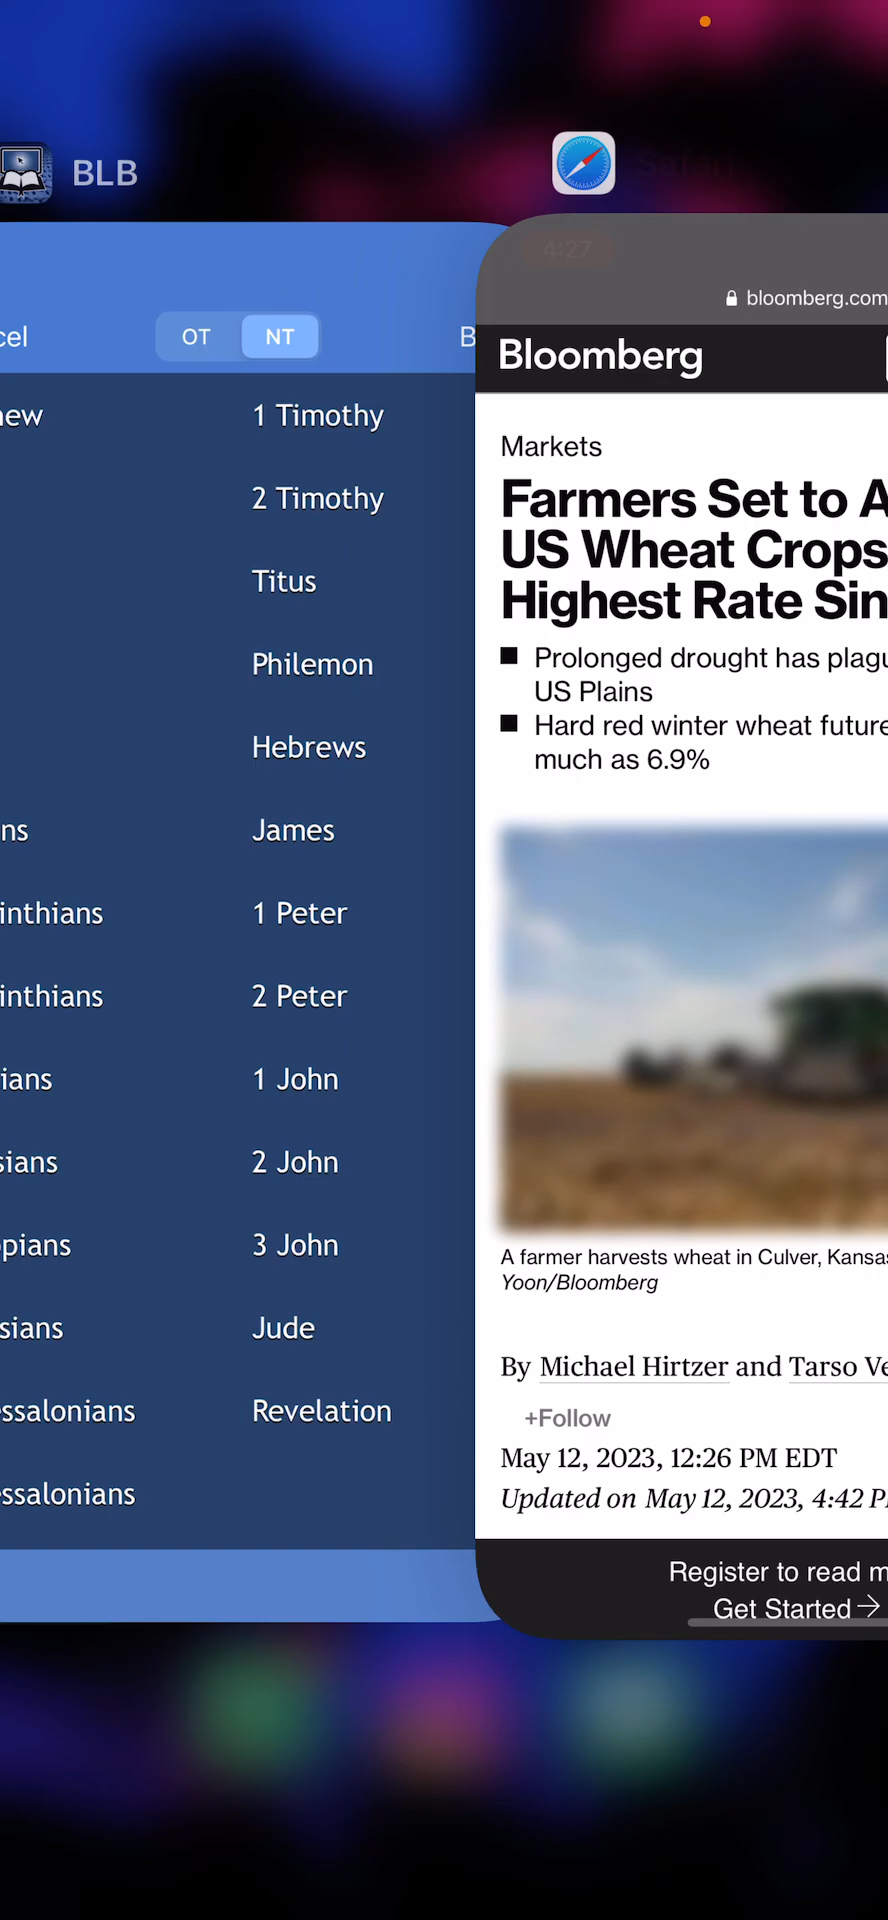 BLB
Safari
4:27
cel
OT
NT
B
bloomberg.com
Bloomberg
new
1 Timothy
2 Timothy
Titus
Philemon
Hebrews
ns
James
inthians
1 Peter
inthians
2 Peter
ians
1 John
sians
2 John
pians
3 John
sians
Jude
ssalonians
Revelation
ssalonians
Markets
Farmers Set to A
US Wheat Crops
Highest Rate Sin
Prolonged drought has plagu
US Plains
Hard red winter wheat future
much as 6.9%
A farmer harvests wheat in Culver, Kansas
Yoon/Bloomberg
By Michael Hirtzer and Tarso Ve
+Follow
May 12, 2023, 12:26 PM EDT
Updated on May 12, 2023, 4:42 P
Register to read m
Get Started →